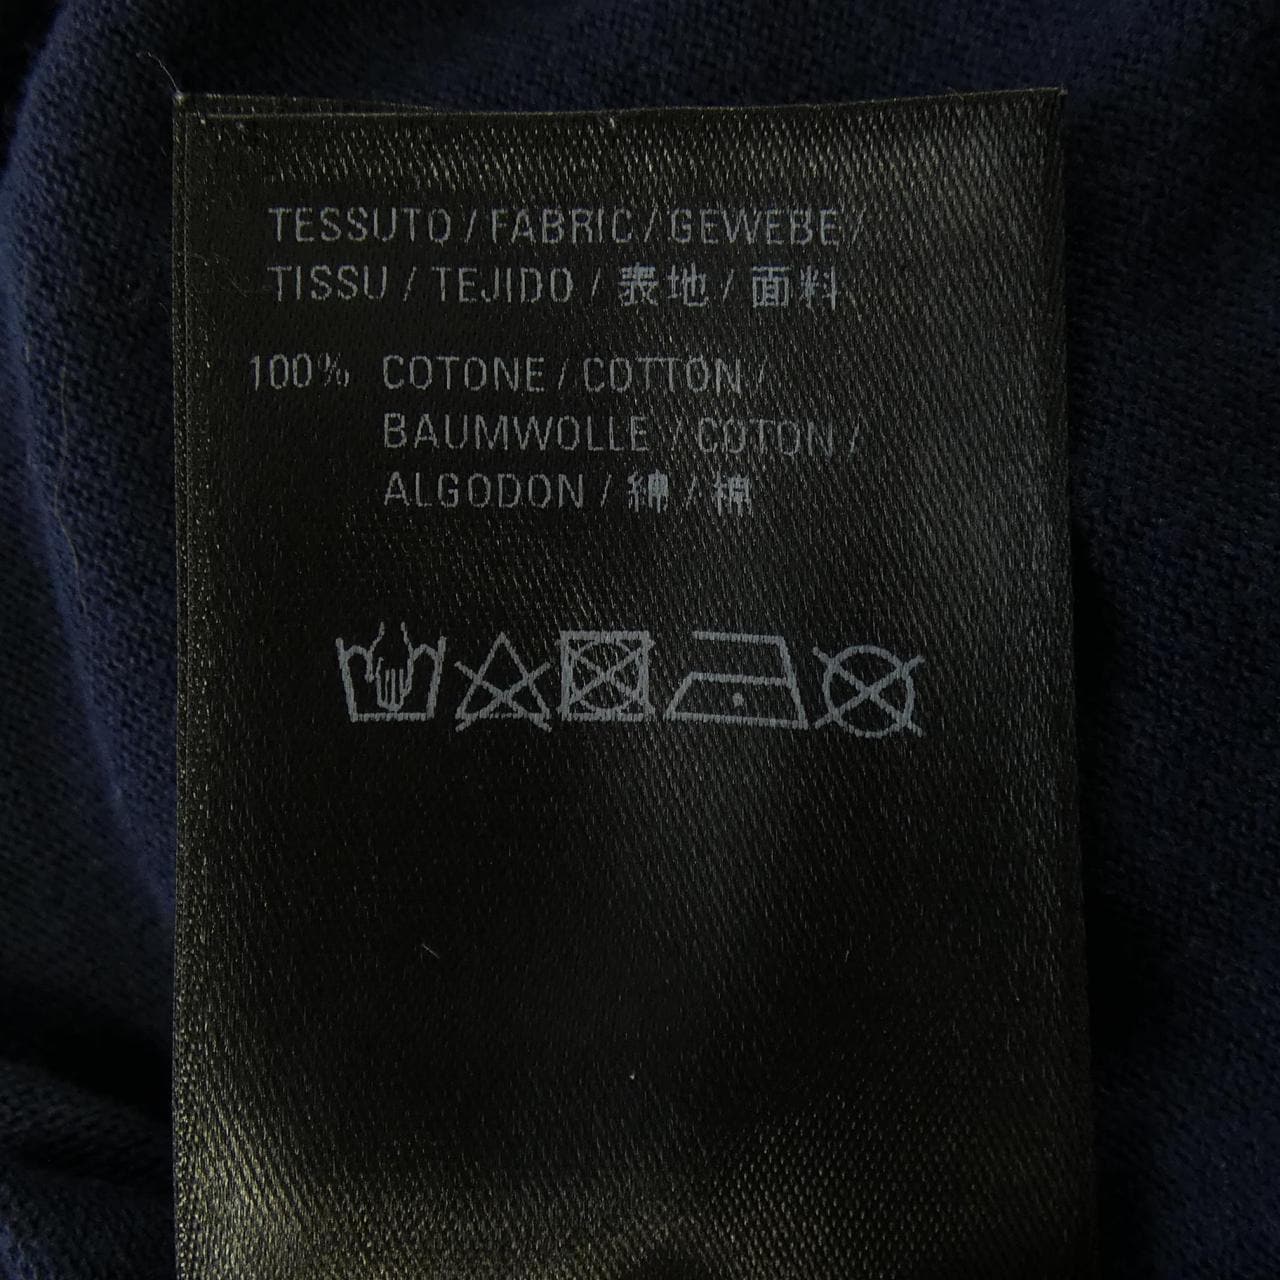 TESSUTO / FABRIC / GEWEBE /
TISSU / TEJIDO / 表地 / 面料
100% COTONE / COTTON /
BAUMWOLLE / COTON /
ALGODON / 綿 / 棉